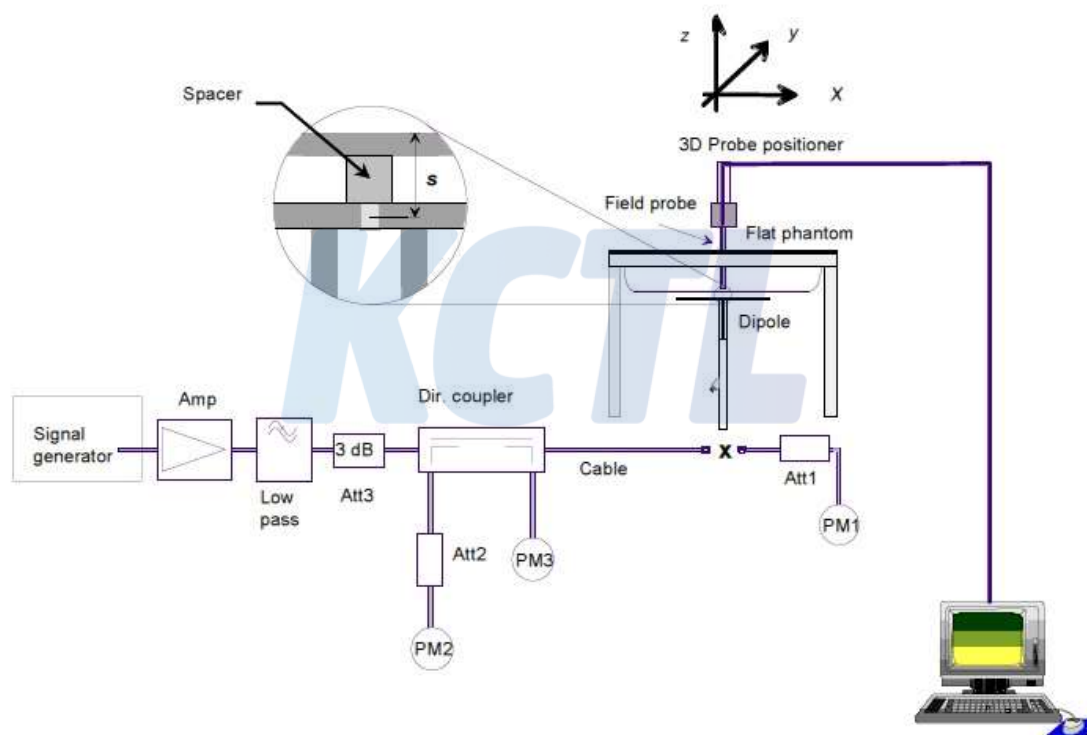 z
y
X
Spacer
s
3D Probe positioner
Field probe
Flat phantom
Dipole
KCTL
Signal
generator
Amp
Low
pass
3 dB
Att3
Dir. coupler
Cable
X
Att1
PM1
Att2
PM3
PM2